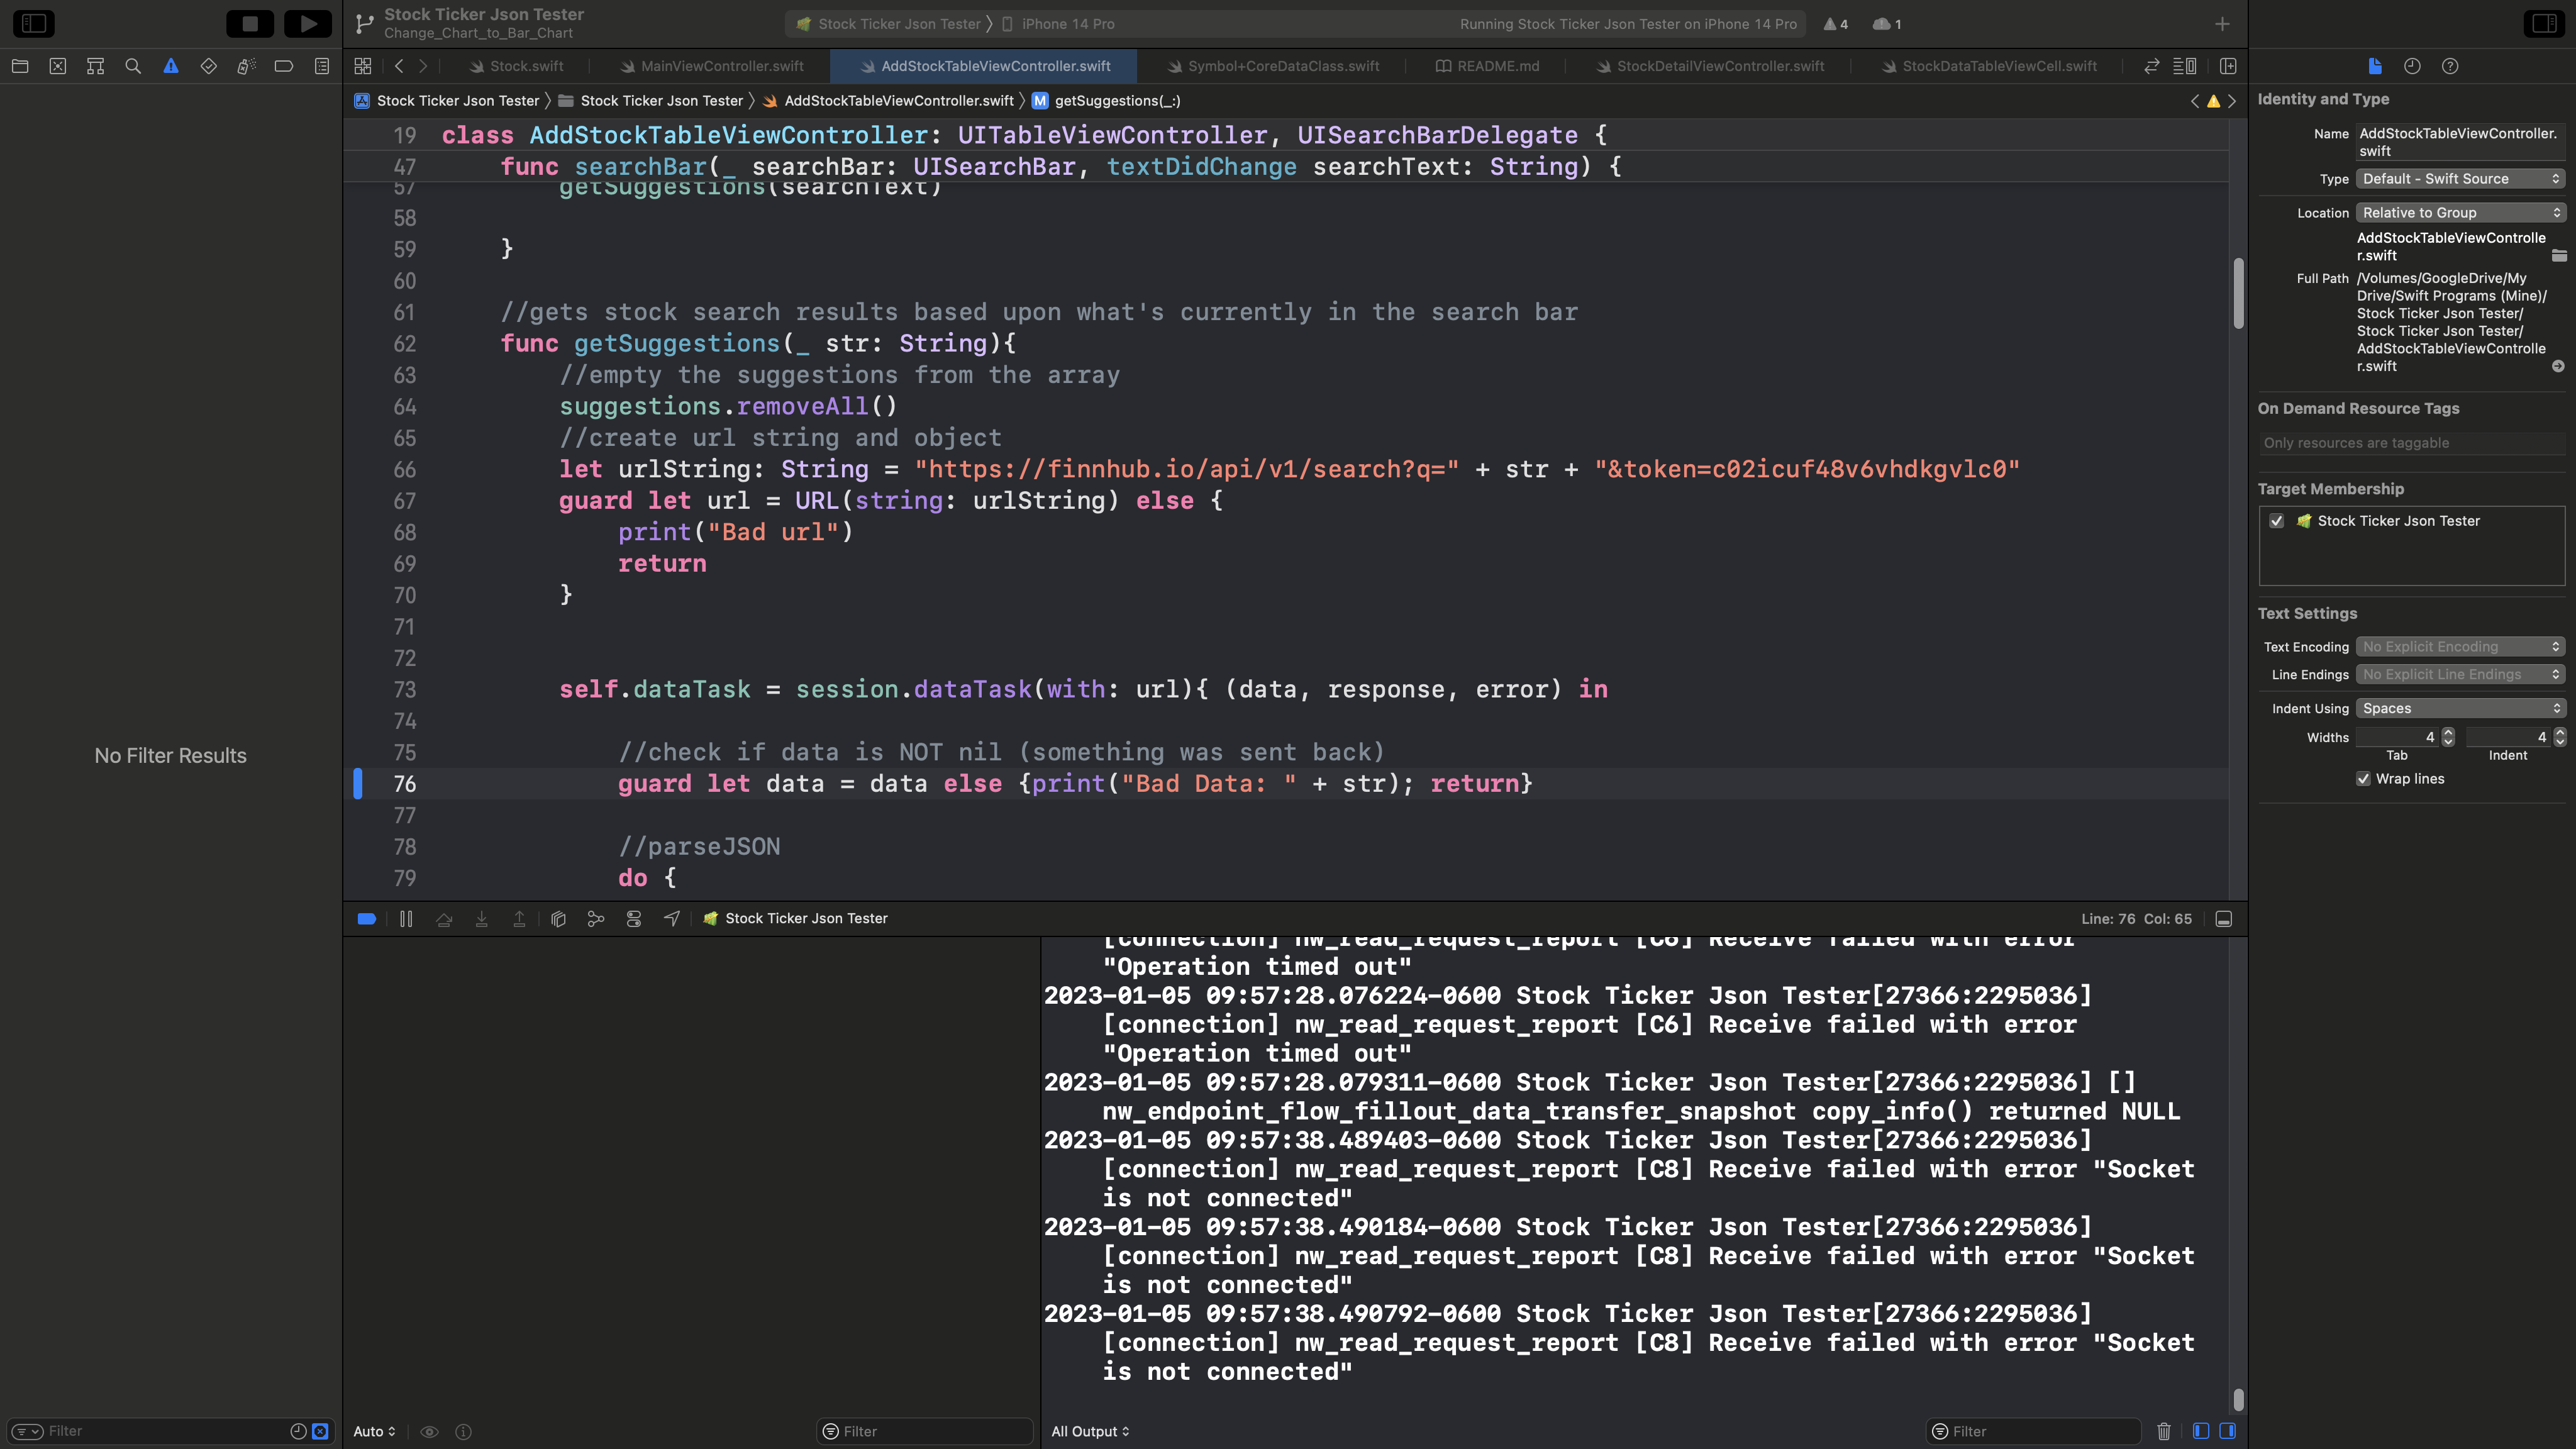 Stock Ticker Json Tester
Change_Chart_to_Bar_Chart
Stock Ticker Json Tester
iPhone 14 Pro
Running Stock Ticker Json Tester on iPhone 14 Pro
4
1
Stock.swift
MainViewController.swift
AddStockTableViewController.swift
Symbol+CoreDataClass.swift
README.md
StockDetailViewController.swift
StockDataTableViewCell.swift
Stock Ticker Json Tester
Stock Ticker Json Tester
AddStockTableViewController.swift
M getSuggestions(_:)
19 class AddStockTableViewController: UITableViewController, UISearchBarDelegate {
47 func searchBar(_ searchBar: UISearchBar, textDidChange searchText: String) {
57 getSuggestions(searchText)
58
59 }
60
61 //gets stock search results based upon what's currently in the search bar
62 func getSuggestions(_ str: String){
63 //empty the suggestions from the array
64 suggestions.removeAll()
65 //create url string and object
66 let urlString: String = "https://finnhub.io/api/v1/search?q=" + str + "&token=c02icuf48v6vhdkgvlc0"
67 guard let url = URL(string: urlString) else {
68 print("Bad url")
69 return
70 }
71
72
73 self.dataTask = session.dataTask(with: url){ (data, response, error) in
74
75 //check if data is NOT nil (something was sent back)
76 guard let data = data else {print("Bad Data: " + str); return}
77
78 //parseJSON
79 do {
No Filter Results
Filter
Stock Ticker Json Tester
Line: 76 Col: 65
[connection] nw_read_request_report [C6] Receive failed with error
"Operation timed out"
2023-01-05 09:57:28.076224-0600 Stock Ticker Json Tester[27366:2295036]
[connection] nw_read_request_report [C6] Receive failed with error
"Operation timed out"
2023-01-05 09:57:28.079311-0600 Stock Ticker Json Tester[27366:2295036] []
nw_endpoint_flow_fillout_data_transfer_snapshot copy_info() returned NULL
2023-01-05 09:57:38.489403-0600 Stock Ticker Json Tester[27366:2295036]
[connection] nw_read_request_report [C8] Receive failed with error "Socket
is not connected"
2023-01-05 09:57:38.490184-0600 Stock Ticker Json Tester[27366:2295036]
[connection] nw_read_request_report [C8] Receive failed with error "Socket
is not connected"
2023-01-05 09:57:38.490792-0600 Stock Ticker Json Tester[27366:2295036]
[connection] nw_read_request_report [C8] Receive failed with error "Socket
is not connected"
Auto
Filter
All Output
Filter
Identity and Type
Name AddStockTableViewController.
swift
Type Default - Swift Source
Location Relative to Group
AddStockTableViewControlle
r.swift
Full Path /Volumes/GoogleDrive/My
Drive/Swift Programs (Mine)/
Stock Ticker Json Tester/
Stock Ticker Json Tester/
AddStockTableViewControlle
r.swift
On Demand Resource Tags
Only resources are taggable
Target Membership
Stock Ticker Json Tester
Text Settings
Text Encoding No Explicit Encoding
Line Endings No Explicit Line Endings
Indent Using Spaces
Widths 4 4
Tab Indent
Wrap lines